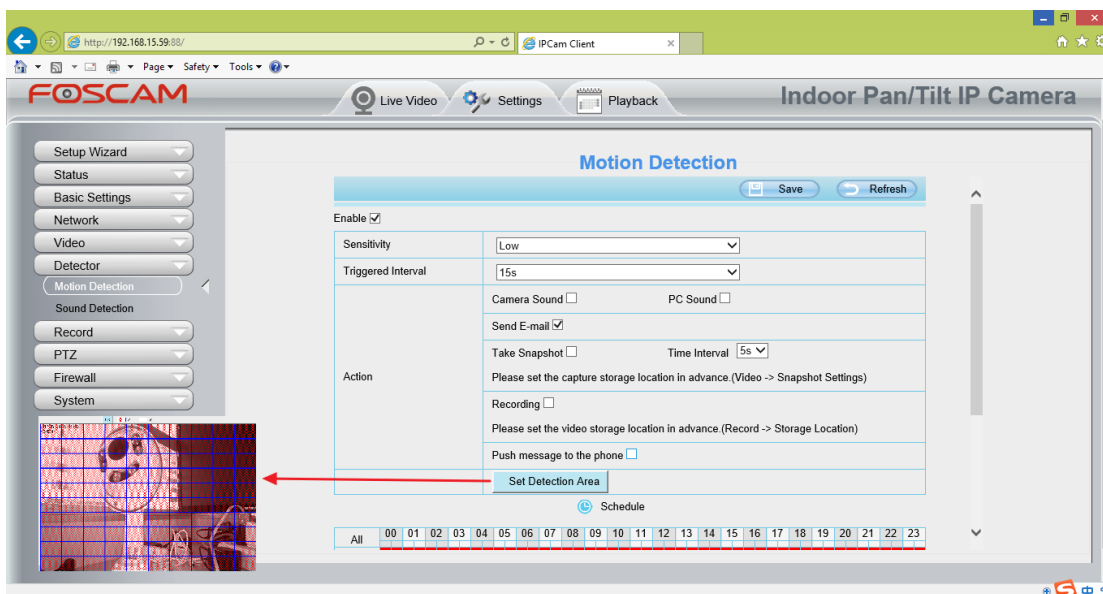 http://192.168.15.59:88/
IPCam Client
Page Safety Tools
FOSCAM
Live Video
Settings
Playback
Indoor Pan/Tilt IP Camera
Setup Wizard
Status
Basic Settings
Network
Video
Detector
Motion Detection
Sound Detection
Record
PTZ
Firewall
System
Motion Detection
Save Refresh
Enable
Sensitivity Low
Triggered Interval 15s
Action
Camera Sound PC Sound
Send E-mail
Take Snapshot Time Interval 5s
Please set the capture storage location in advance.(Video -> Snapshot Settings)
Recording
Please set the video storage location in advance.(Record -> Storage Location)
Push message to the phone
Set Detection Area
Schedule
All 00 01 02 03 04 05 06 07 08 09 10 11 12 13 14 15 16 17 18 19 20 21 22 23
中